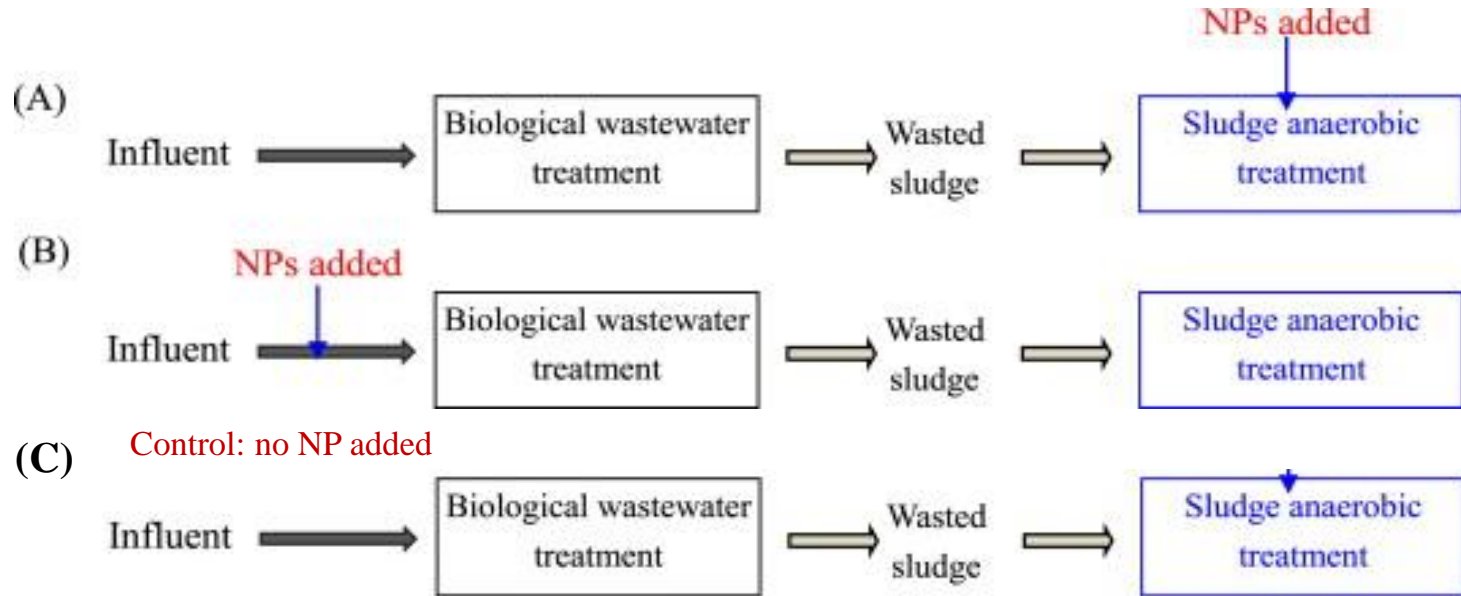 NPs added
(A)
Influent
Biological wastewater
treatment
Wasted
sludge
Sludge anaerobic
treatment
(B)
NPs added
Influent
Biological wastewater
treatment
Wasted
sludge
Sludge anaerobic
treatment
(C)
Control: no NP added
Influent
Biological wastewater
treatment
Wasted
sludge
Sludge anaerobic
treatment